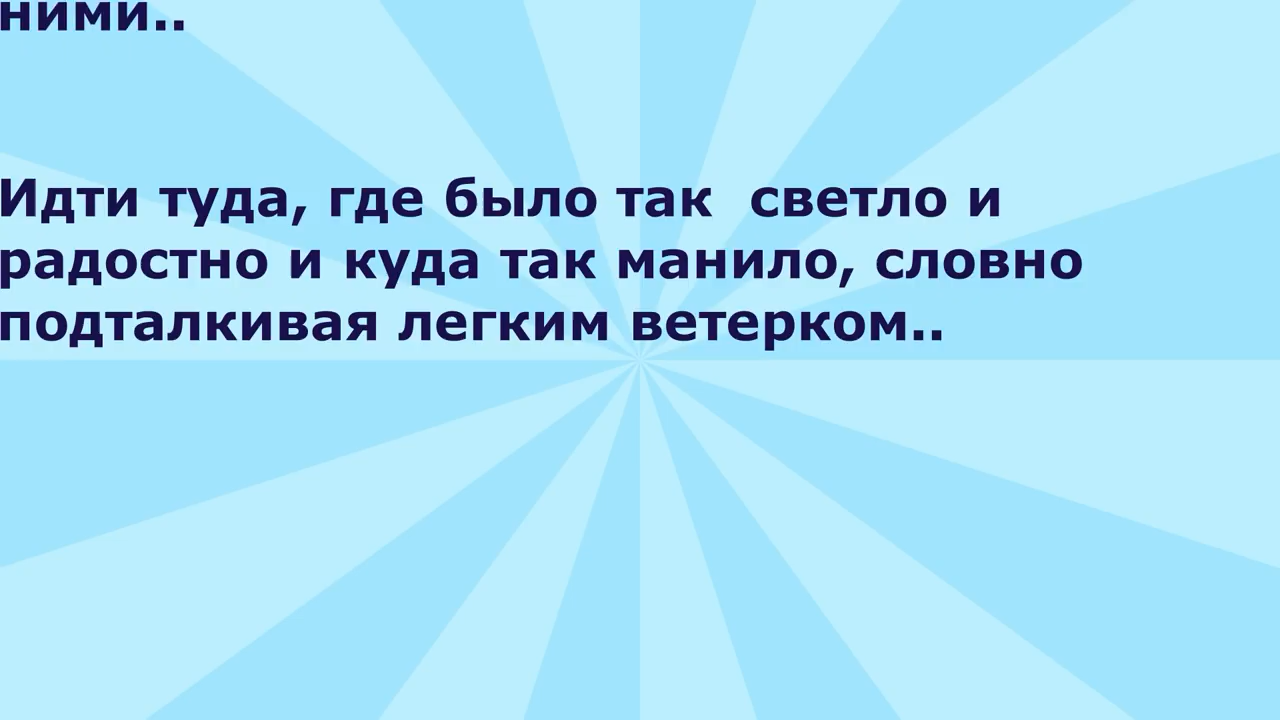 ними..
Идти туда, где было так  светло и
радостно и куда так манило, словно
подталкивая легким ветерком..